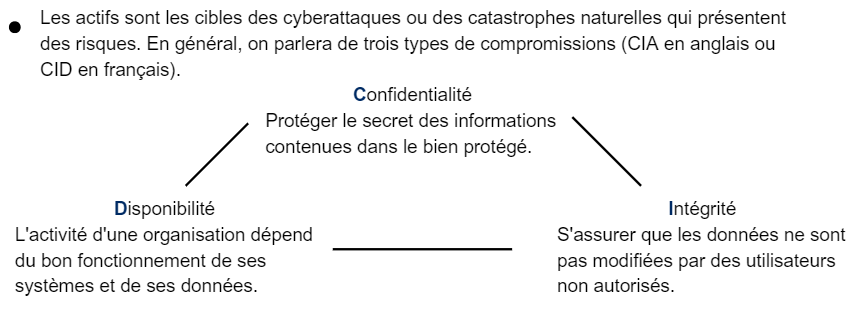 ● Les actifs sont les cibles des cyberattaques ou des catastrophes naturelles qui présentent
des risques. En général, on parlera de trois types de compromissions (CIA en anglais ou
CID en français).
Confidentialité
Protéger le secret des informations
contenues dans le bien protégé.
Disponibilité
L'activité d'une organisation dépend
du bon fonctionnement de ses
systèmes et de ses données.
Intégrité
S'assurer que les données ne sont
pas modifiées par des utilisateurs
non autorisés.